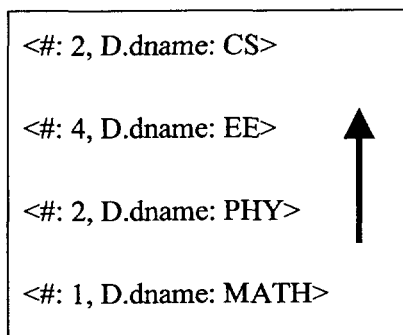 <#: 2, D.dname: CS>
<#: 4, D.dname: EE>
<#: 2, D.dname: PHY>
<#: 1, D.dname: MATH>